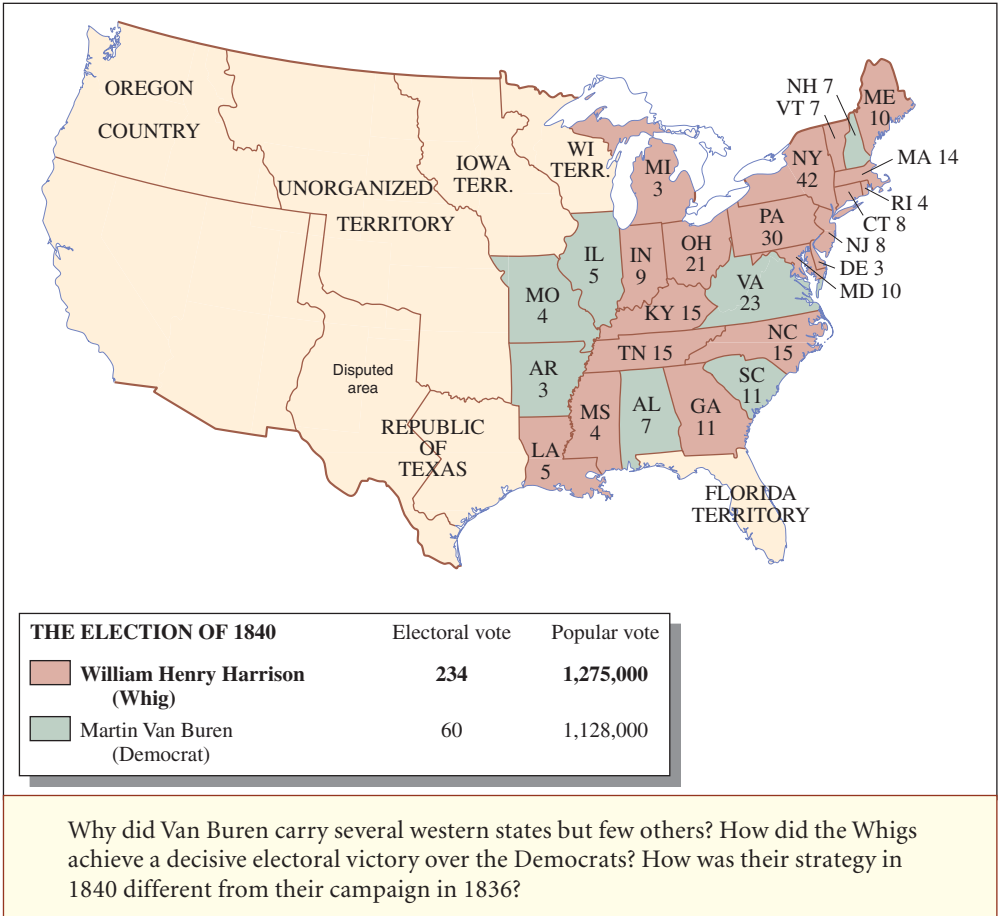 OREGON
COUNTRY
UNORGANIZED
TERRITORY
IOWA
TERR.
WI
TERR.
MI
3
NH 7
VT 7
ME
10
NY
42
MA 14
RI 4
CT 8
NJ 8
DE 3
MD 10
PA
30
OH
21
IN
9
IL
5
MO
4
VA
23
KY 15
NC
15
TN 15
AR
3
SC
11
MS
4
AL
7
GA
11
LA
5
Disputed
area
REPUBLIC
OF
TEXAS
FLORIDA
TERRITORY
THE ELECTION OF 1840 Electoral vote Popular vote
William Henry Harrison 234 1,275,000
(Whig)
Martin Van Buren 60 1,128,000
(Democrat)
Why did Van Buren carry several western states but few others? How did the Whigs
achieve a decisive electoral victory over the Democrats? How was their strategy in
1840 different from their campaign in 1836?